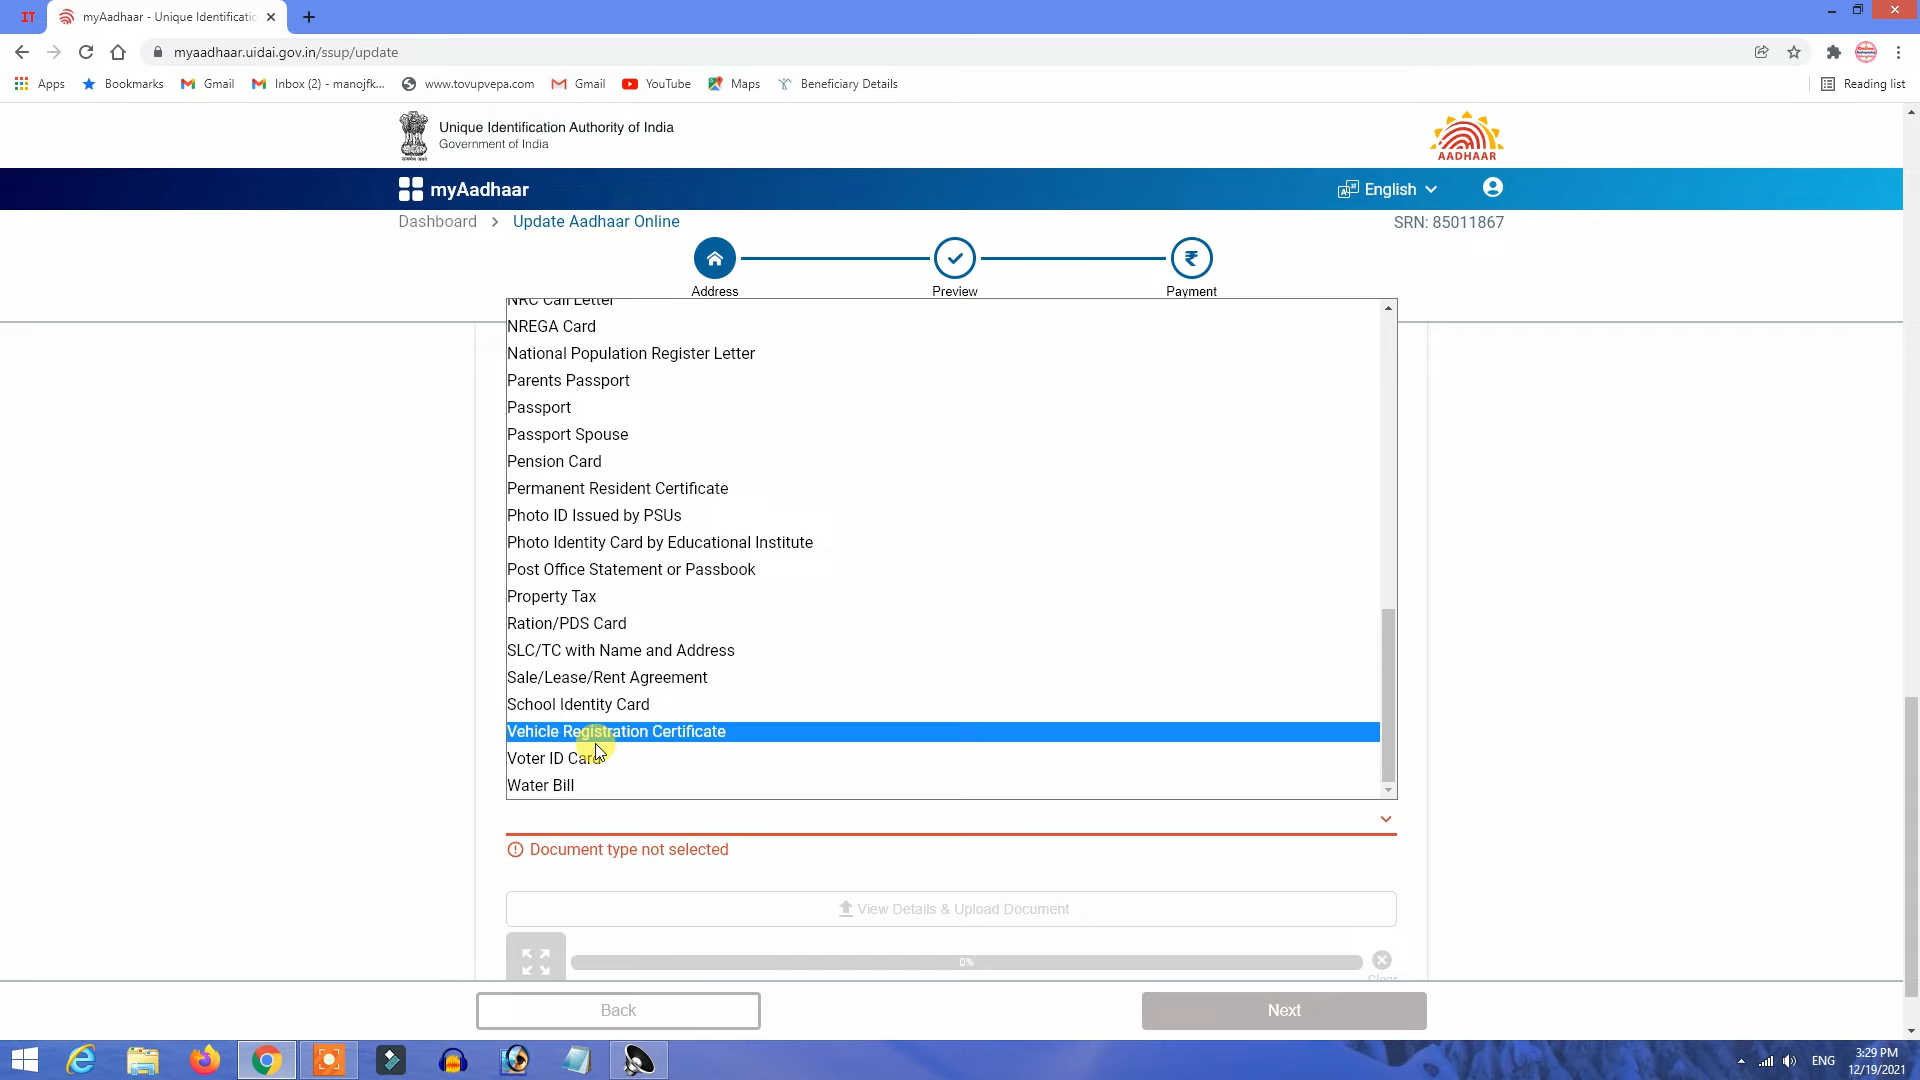 IT
myAadhaar - Unique Identificatio
myaadhaar.uidai.gov.in/ssup/update
Apps
Bookmarks
Gmail
Inbox (2) - manojfk...
www.tovupvepa.com
Gmail
YouTube
Maps
Beneficiary Details
Reading list
Unique Identification Authority of India
Government of India
AADHAAR
myAadhaar
English
Dashboard > Update Aadhaar Online
SRN: 85011867
Address
Preview
Payment
NRC Call Letter
NREGA Card
National Population Register Letter
Parents Passport
Passport
Passport Spouse
Pension Card
Permanent Resident Certificate
Photo ID Issued by PSUs
Photo Identity Card by Educational Institute
Post Office Statement or Passbook
Property Tax
Ration/PDS Card
SLC/TC with Name and Address
Sale/Lease/Rent Agreement
School Identity Card
Vehicle Registration Certificate
Voter ID Card
Water Bill
Document type not selected
View Details & Upload Document
0%
Clear
Back
Next
ENG
3:29 PM
12/19/2021